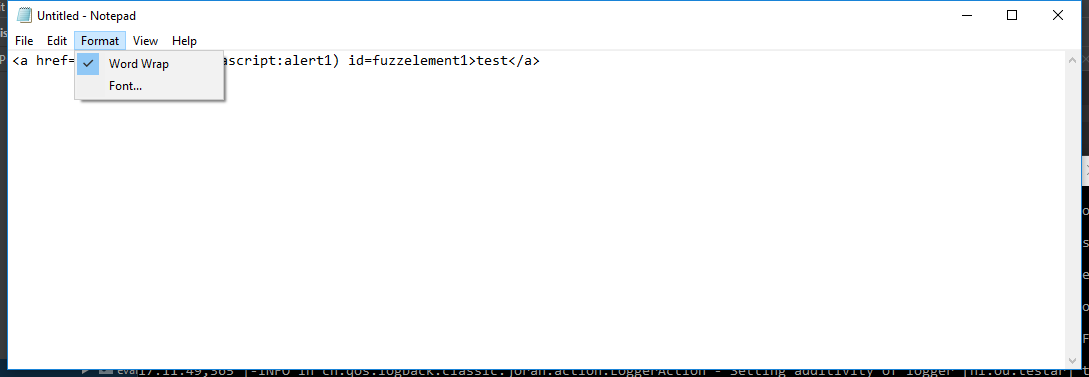 Untitled - Notepad
File Edit Format View Help
<a href= ascript:alert1) id=fuzzelement1>test</a>
Word Wrap
Font...
eval 17:11:49,365 |-INFO in ch.qos.logback.classic.joran.action.LoggerAction - Setting additivity of logger [nl.ou.testar]